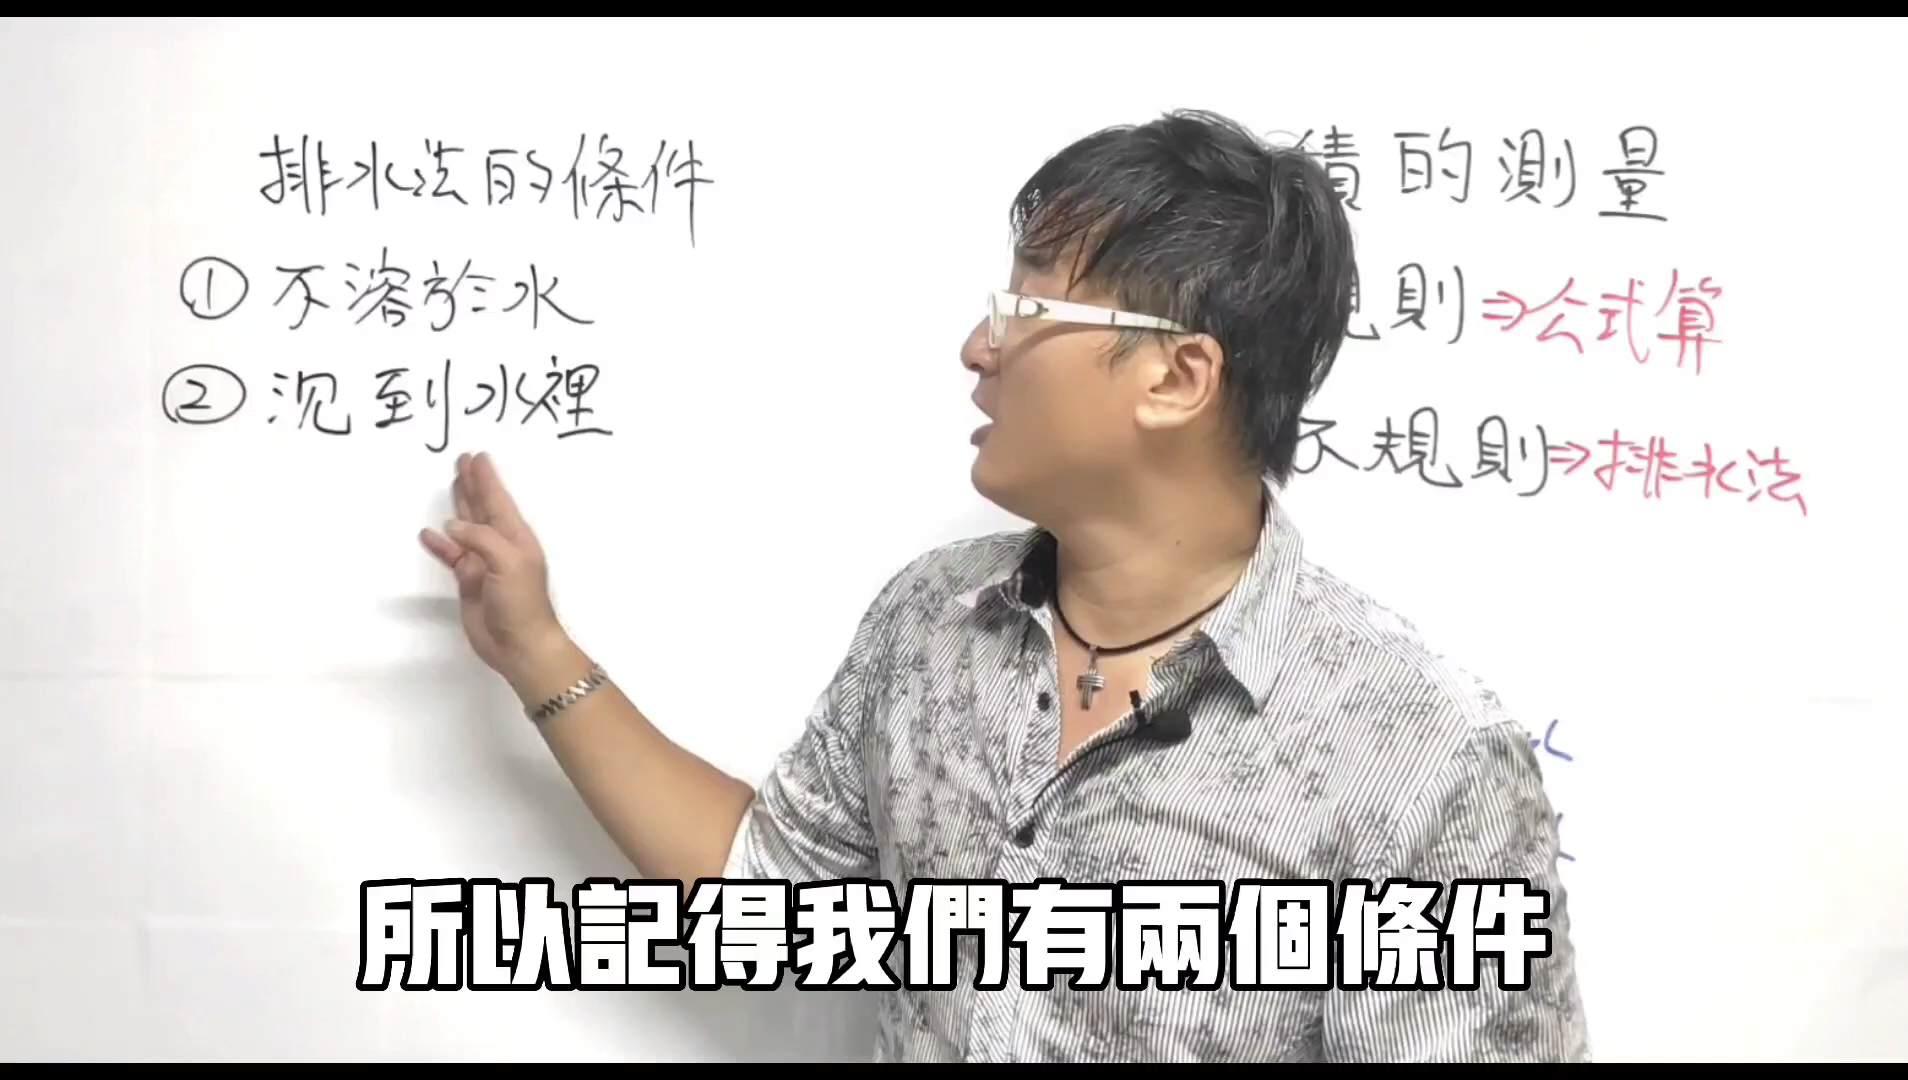 排水法的條件
① 不溶於水
② 沉到水裡
積的測量
規則⇒公式算
不規則⇒排水法
所以記得我們有兩個條件